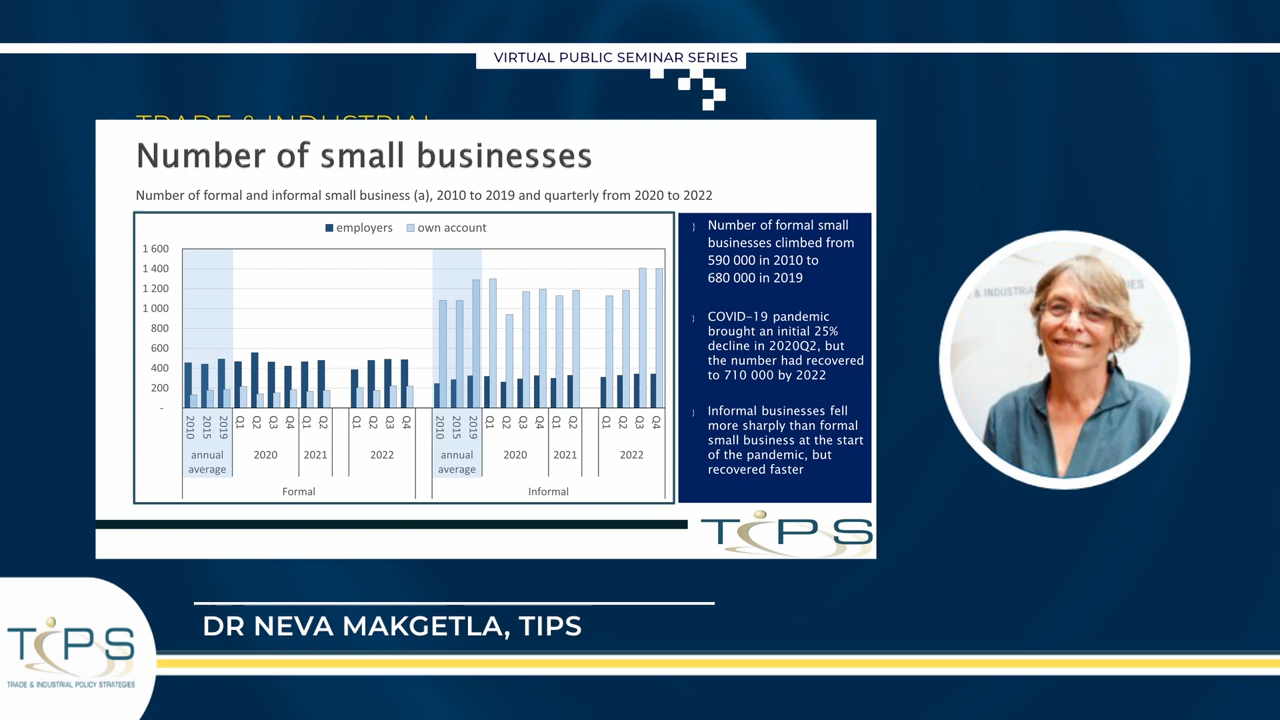 VIRTUAL PUBLIC SEMINAR SERIES
TRADE & INDUSTRIAL
Number of small businesses
Number of formal and informal small business (a), 2010 to 2019 and quarterly from 2020 to 2022
employers own account
1 600
1 400
1 200
1 000
800
600
400
200
-
2010 2015 2019 Q1 Q2 Q3 Q4 Q1 Q2 Q1 Q2 Q3 Q4 2010 2015 2019 Q1 Q2 Q3 Q4 Q1 Q2 Q1 Q2 Q3 Q4
annual average 2020 2021 2022 annual average 2020 2021 2022
Formal Informal
Number of formal small
businesses climbed from
590 000 in 2010 to
680 000 in 2019
COVID-19 pandemic
brought an initial 25%
decline in 2020Q2, but
the number had recovered
to 710 000 by 2022
Informal businesses fell
more sharply than formal
small business at the start
of the pandemic, but
recovered faster
TiPS
& INDUSTRIA
IES
DR NEVA MAKGETLA, TIPS
TiPS
TRADE & INDUSTRIAL POLICY STRATEGIES